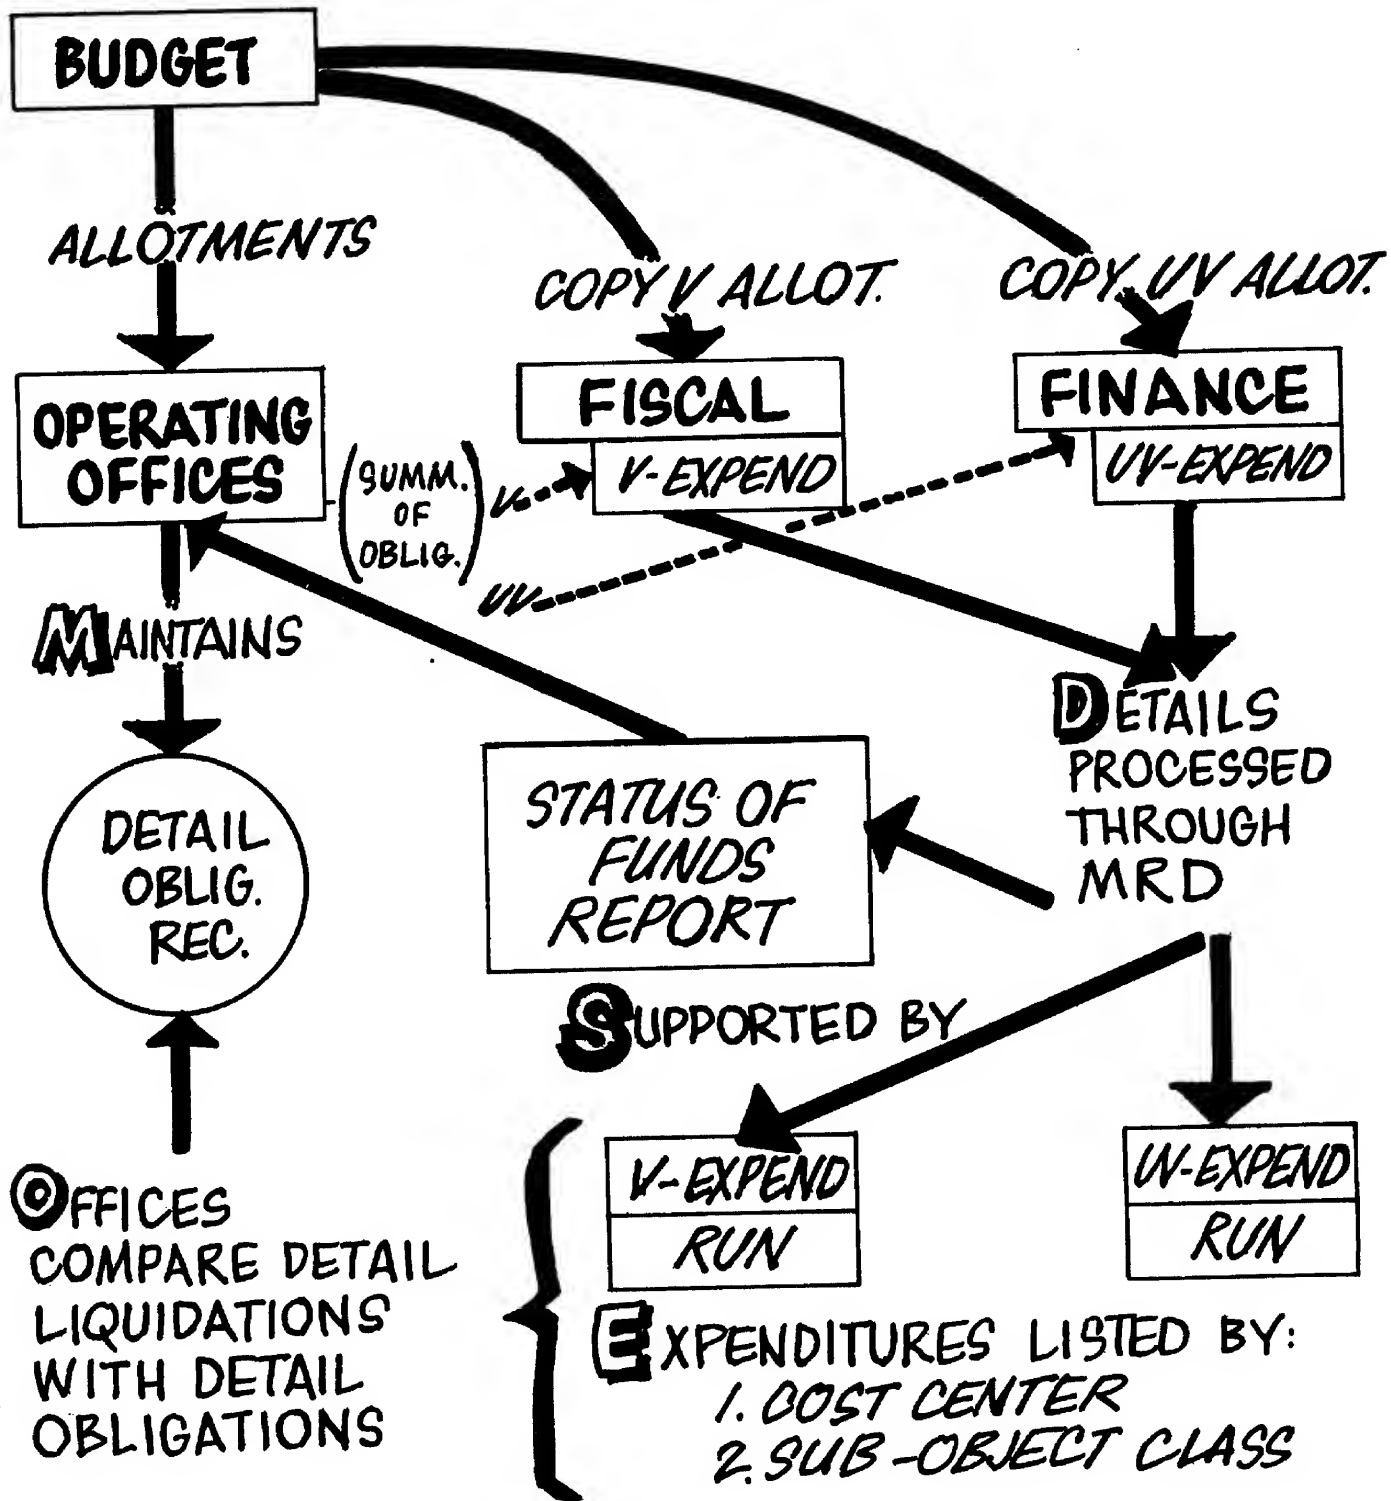 BUDGET
ALLOTMENTS
COPY V ALLOT.
COPY UV ALLOT.
OPERATING
OFFICES
FISCAL
V-EXPEND
FINANCE
UV-EXPEND
(SUMM.
OF
OBLIG.)
V
UV
MAINTAINS
DETAIL
OBLIG.
REC.
STATUS OF
FUNDS
REPORT
DETAILS
PROCESSED
THROUGH
MRD
SUPPORTED BY
V-EXPEND
RUN
UV-EXPEND
RUN
OFFICES
COMPARE DETAIL
LIQUIDATIONS
WITH DETAIL
OBLIGATIONS
EXPENDITURES LISTED BY:
1. COST CENTER
2. SUB-OBJECT CLASS